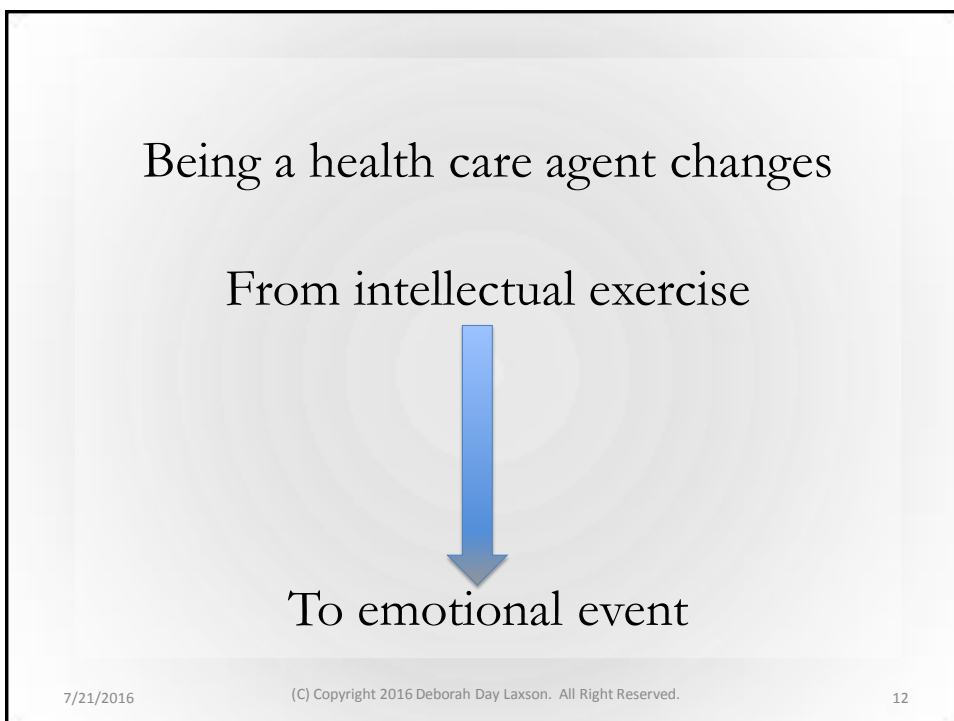 Being a health care agent changes
From intellectual exercise
To emotional event
7/21/2016 (C) Copyright 2016 Deborah Day Laxson. All Right Reserved. 12